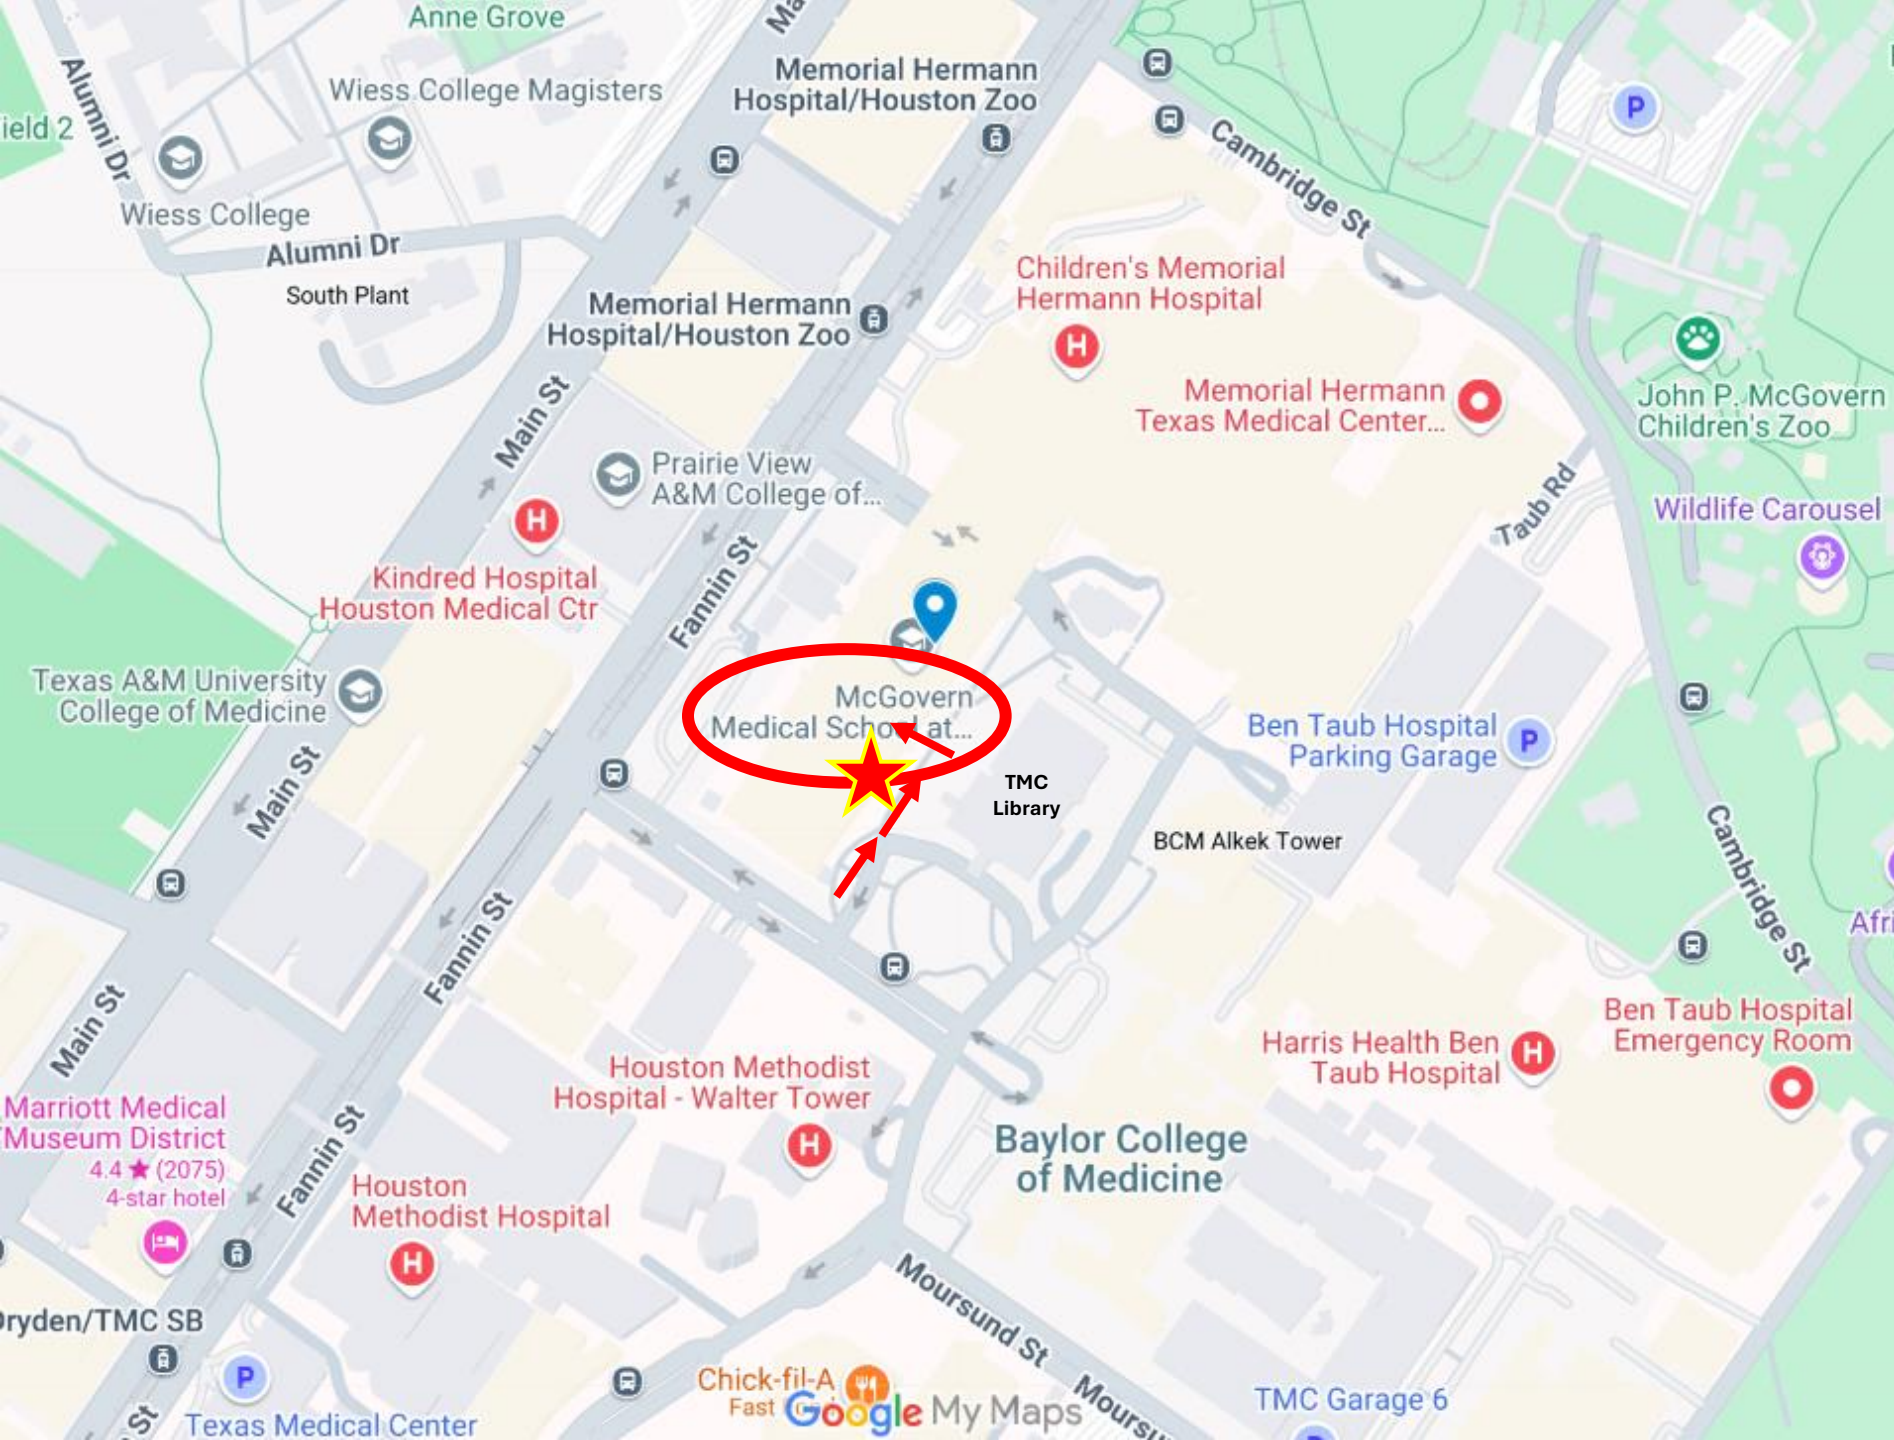 Anne Grove
Ma
Memorial Hermann
Hospital/Houston Zoo
Wiess College Magisters
Alumni Dr
ield 2
P
Cambridge St
Wiess College
Alumni Dr
South Plant
Children's Memorial
Hermann Hospital
H
Memorial Hermann
Hospital/Houston Zoo
Memorial Hermann
Texas Medical Center...
John P. McGovern
Children's Zoo
Main St
Prairie View
A&M College of...
H
Taub Rd
Wildlife Carousel
Kindred Hospital
Houston Medical Ctr
Fannin St
Texas A&M University
College of Medicine
McGovern
Medical School at...
Ben Taub Hospital
Parking Garage
P
TMC
Library
Main St
BCM Alkek Tower
Cambridge St
Afri
Fannin St
Main St
Ben Taub Hospital
Emergency Room
Harris Health Ben
Taub Hospital
H
Houston Methodist
Hospital - Walter Tower
H
Marriott Medical
/Museum District
4.4 ★ (2075)
4-star hotel
Fannin St
Baylor College
of Medicine
Houston
Methodist Hospital
H
Moursund St
Dryden/TMC SB
P
Texas Medical Center
St
Chick-fil-A
Fast
Google My Maps
Moursu
TMC Garage 6